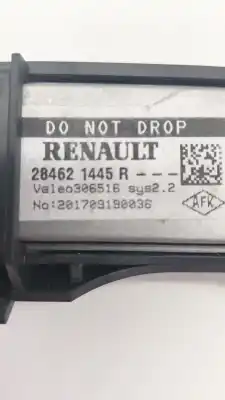 DO NOT DROP
RENAULT
28462 1445 R - - -
Valeo306516 sys2.2
No:201709190036
AFK